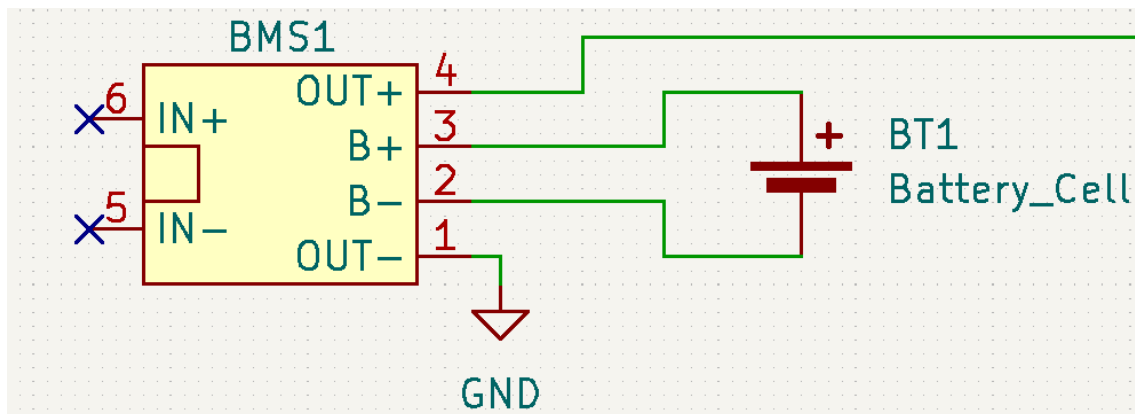 BMS1
6
IN+
5
IN-
OUT+
4
B+
3
B-
2
OUT-
1
GND
+
BT1
Battery_Cell